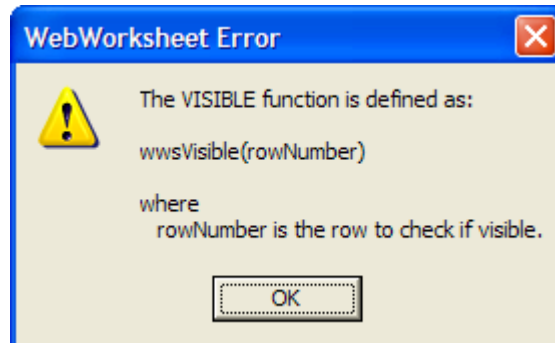 WebWorksheet Error
The VISIBLE function is defined as:
wwsVisible(rowNumber)
where
rowNumber is the row to check if visible.
OK